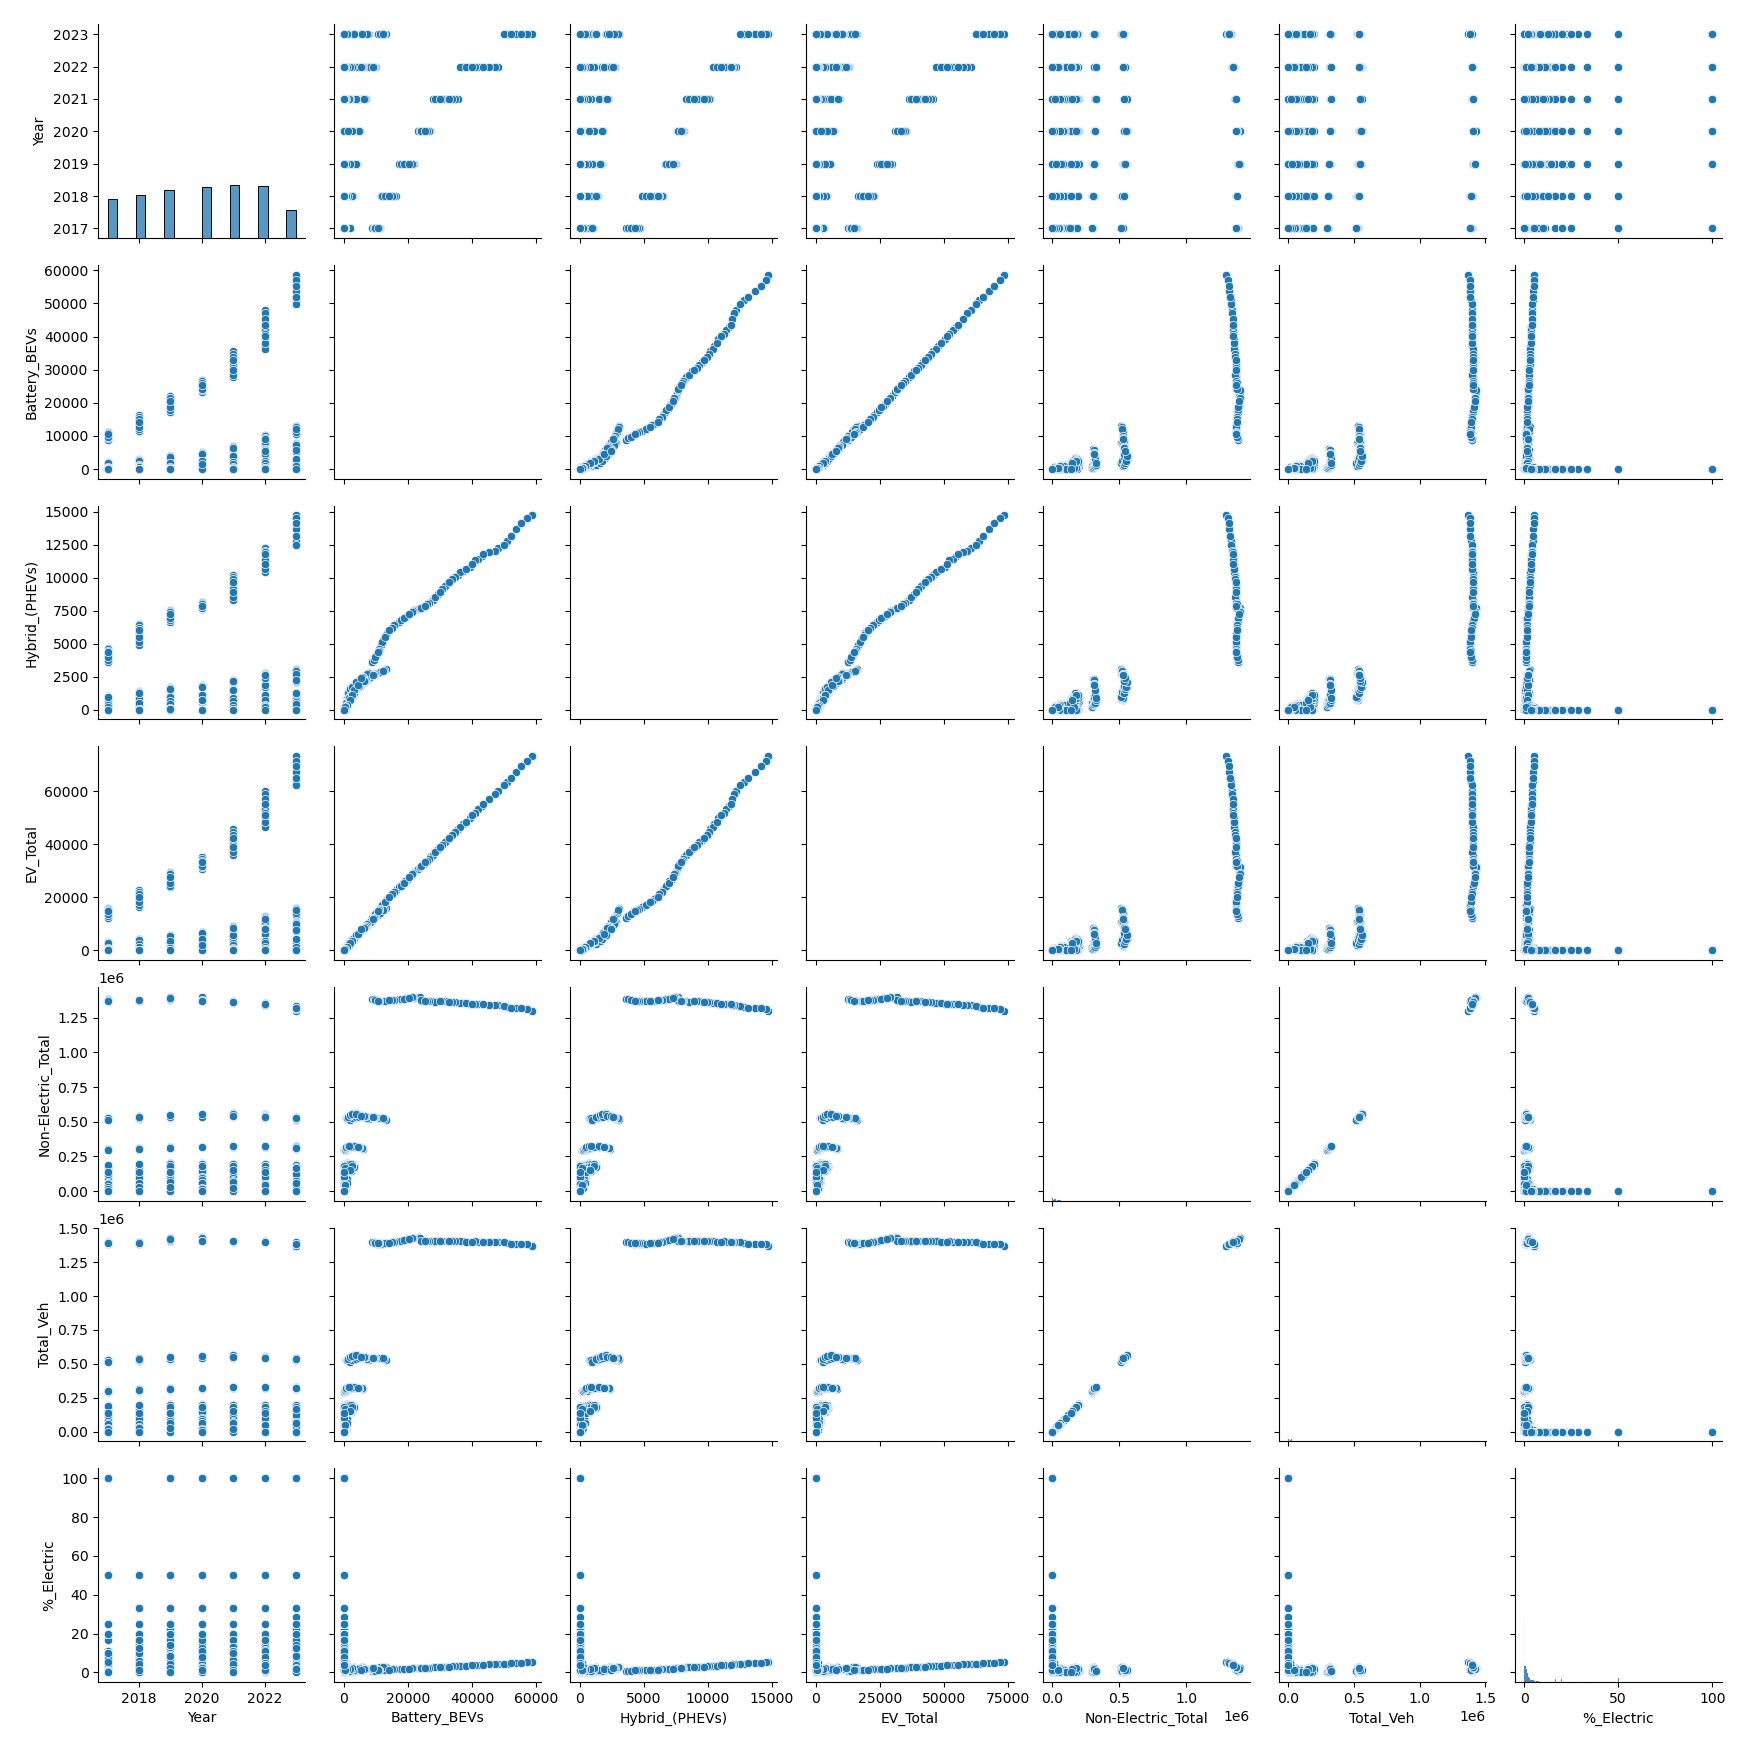 2023
2022
2021
2020
2019
2018
2017
Year
60000
50000
40000
30000
20000
10000
0
Battery_BEVs
15000
12500
10000
7500
5000
2500
0
Hybrid_(PHEVs)
60000
40000
20000
0
EV_Total
1e6
1.25
1.00
0.75
0.50
0.25
0.00
Non-Electric_Total
1e6
1.50
1.25
1.00
0.75
0.50
0.25
0.00
Total_Veh
100
80
60
40
20
0
%_Electric
2018 2020 2022
Year
0 20000 40000 60000
Battery_BEVs
0 5000 10000 15000
Hybrid_(PHEVs)
0 25000 50000 75000
EV_Total
0.0 0.5 1.0
Non-Electric_Total 1e6
0.0 0.5 1.0 1.5
Total_Veh 1e6
0 50 100
%_Electric